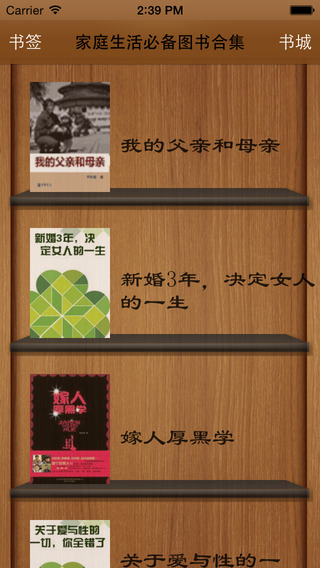 Carrier 2:39 PM
书签 家庭生活必备图书合集 书城
我的父亲和母亲
我的父亲和母亲
新婚3年,决
定女人的一生
新婚3年，决定女人
的一生
嫁人
厚黑学
嫁人厚黑学
关于爱与性的
一切,你全错了
关于爱与性的一